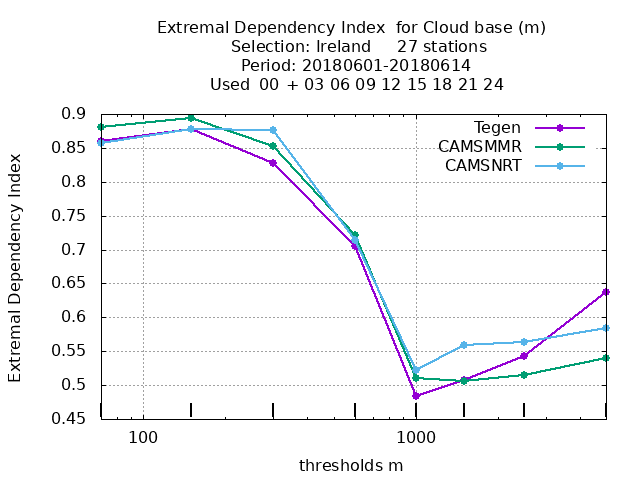 Extremal Dependency Index  for Cloud base (m)
Selection: Ireland     27 stations
Period: 20180601-20180614
Used  00 + 03 06 09 12 15 18 21 24
Extremal Dependency Index
0.9
0.85
0.8
0.75
0.7
0.65
0.6
0.55
0.5
0.45
Tegen
CAMSMMR
CAMSNRT
100
1000
thresholds m